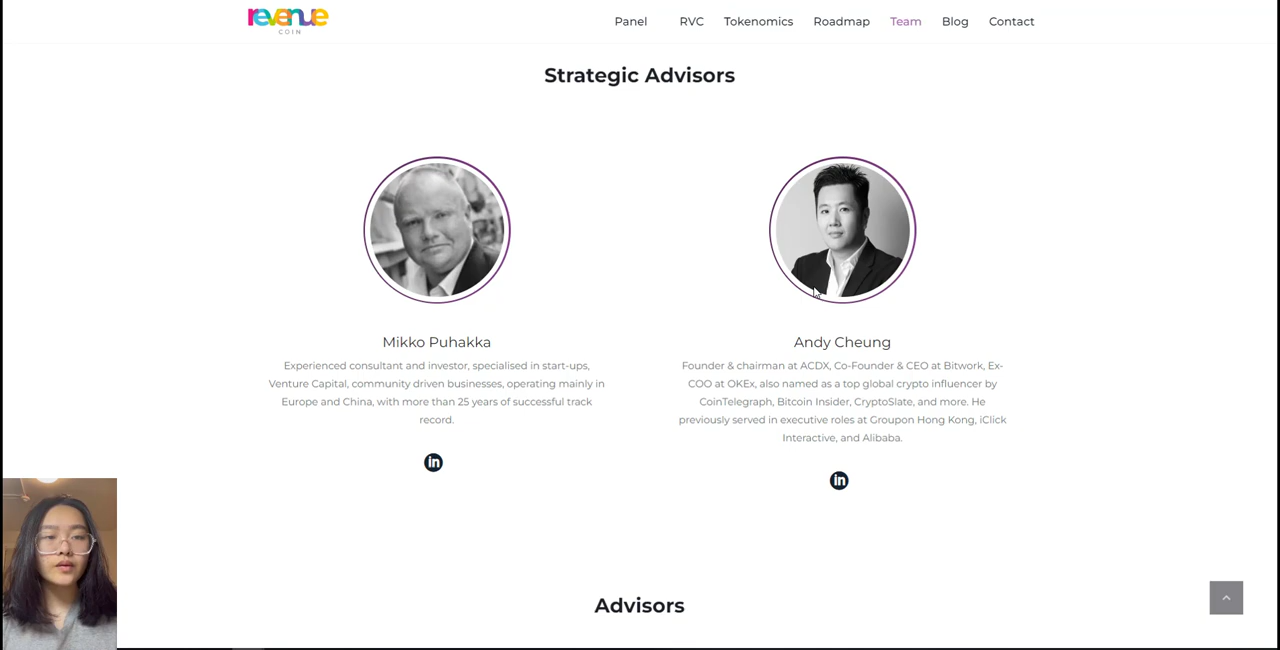 revenue
COIN
Panel RVC Tokenomics Roadmap Team Blog Contact
Strategic Advisors
Mikko Puhakka
Experienced consultant and investor, specialised in start-ups,
Venture Capital, community driven businesses, operating mainly in
Europe and China, with more than 25 years of successful track
record.
in
Andy Cheung
Founder & chairman at ACDX, Co-Founder & CEO at Bitwork, Ex-
COO at OKEx, also named as a top global crypto influencer by
CoinTelegraph, Bitcoin Insider, CryptoSlate, and more. He
previously served in executive roles at Groupon Hong Kong, iClick
Interactive, and Alibaba.
in
Advisors